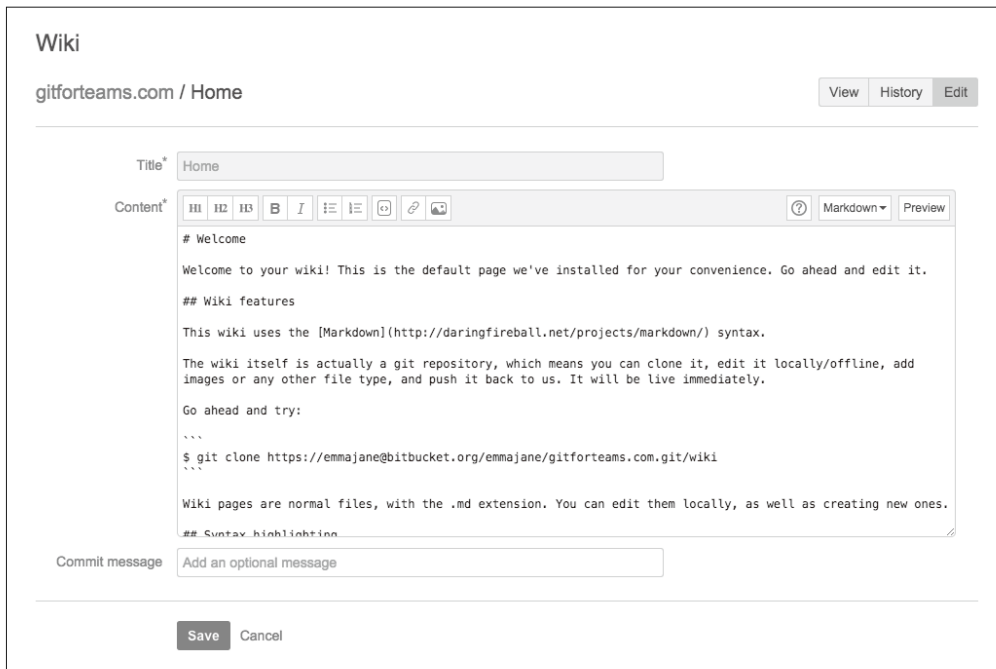 Wiki
gitforteams.com / Home
View History Edit
Title*
Home
Content*
H1 H2 H3 B I
Markdown Preview
# Welcome
Welcome to your wiki! This is the default page we've installed for your convenience. Go ahead and edit it.
## Wiki features
This wiki uses the [Markdown](http://daringfireball.net/projects/markdown/) syntax.
The wiki itself is actually a git repository, which means you can clone it, edit it locally/offline, add
images or any other file type, and push it back to us. It will be live immediately.
Go ahead and try:
```
$ git clone https://emmajane@bitbucket.org/emmajane/gitforteams.com.git/wiki
```
Wiki pages are normal files, with the .md extension. You can edit them locally, as well as creating new ones.
## Syntax highlighting
Commit message
Add an optional message
Save Cancel